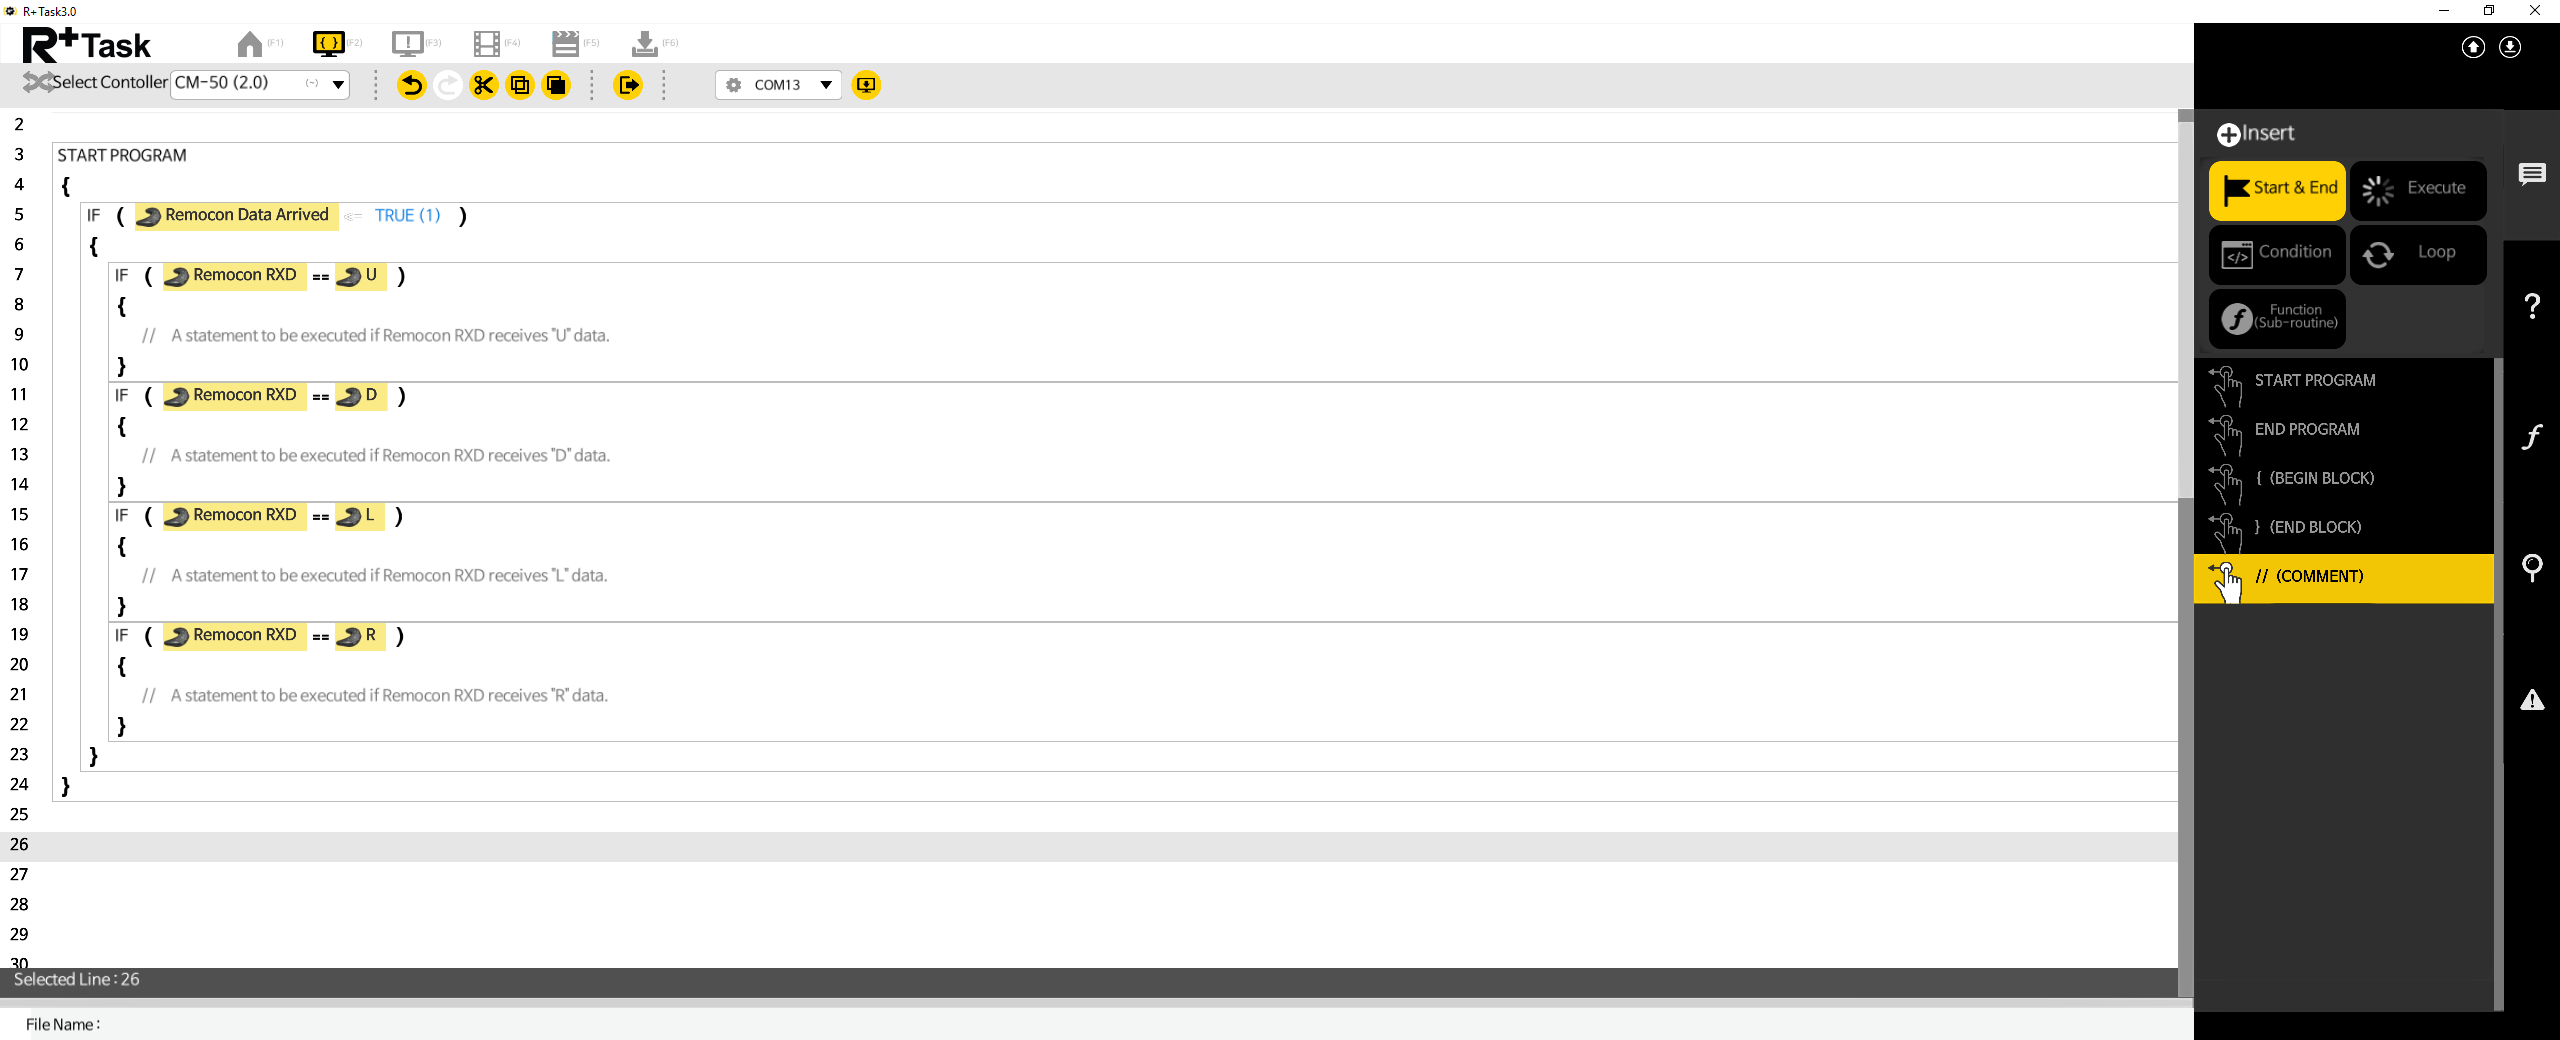 R+Task3.0
R+Task (F1) (F2) (F3) (F4) (F5) (F6)
Select Contoller CM-50 (2.0) (~) COM13
2
3 START PROGRAM
4 {
5 IF ( Remocon Data Arrived <= TRUE (1) )
6 {
7 IF ( Remocon RXD == U )
8 {
9 // A statement to be executed if Remocon RXD receives "U" data.
10 }
11 IF ( Remocon RXD == D )
12 {
13 // A statement to be executed if Remocon RXD receives "D" data.
14 }
15 IF ( Remocon RXD == L )
16 {
17 // A statement to be executed if Remocon RXD receives "L" data.
18 }
19 IF ( Remocon RXD == R )
20 {
21 // A statement to be executed if Remocon RXD receives "R" data.
22 }
23 }
24 }
25
26
27
28
29
30
Selected Line : 26
File Name :
Insert
Start & End Execute
Condition Loop
Function
(Sub-routine)
START PROGRAM
END PROGRAM
{ (BEGIN BLOCK)
} (END BLOCK)
// (COMMENT)